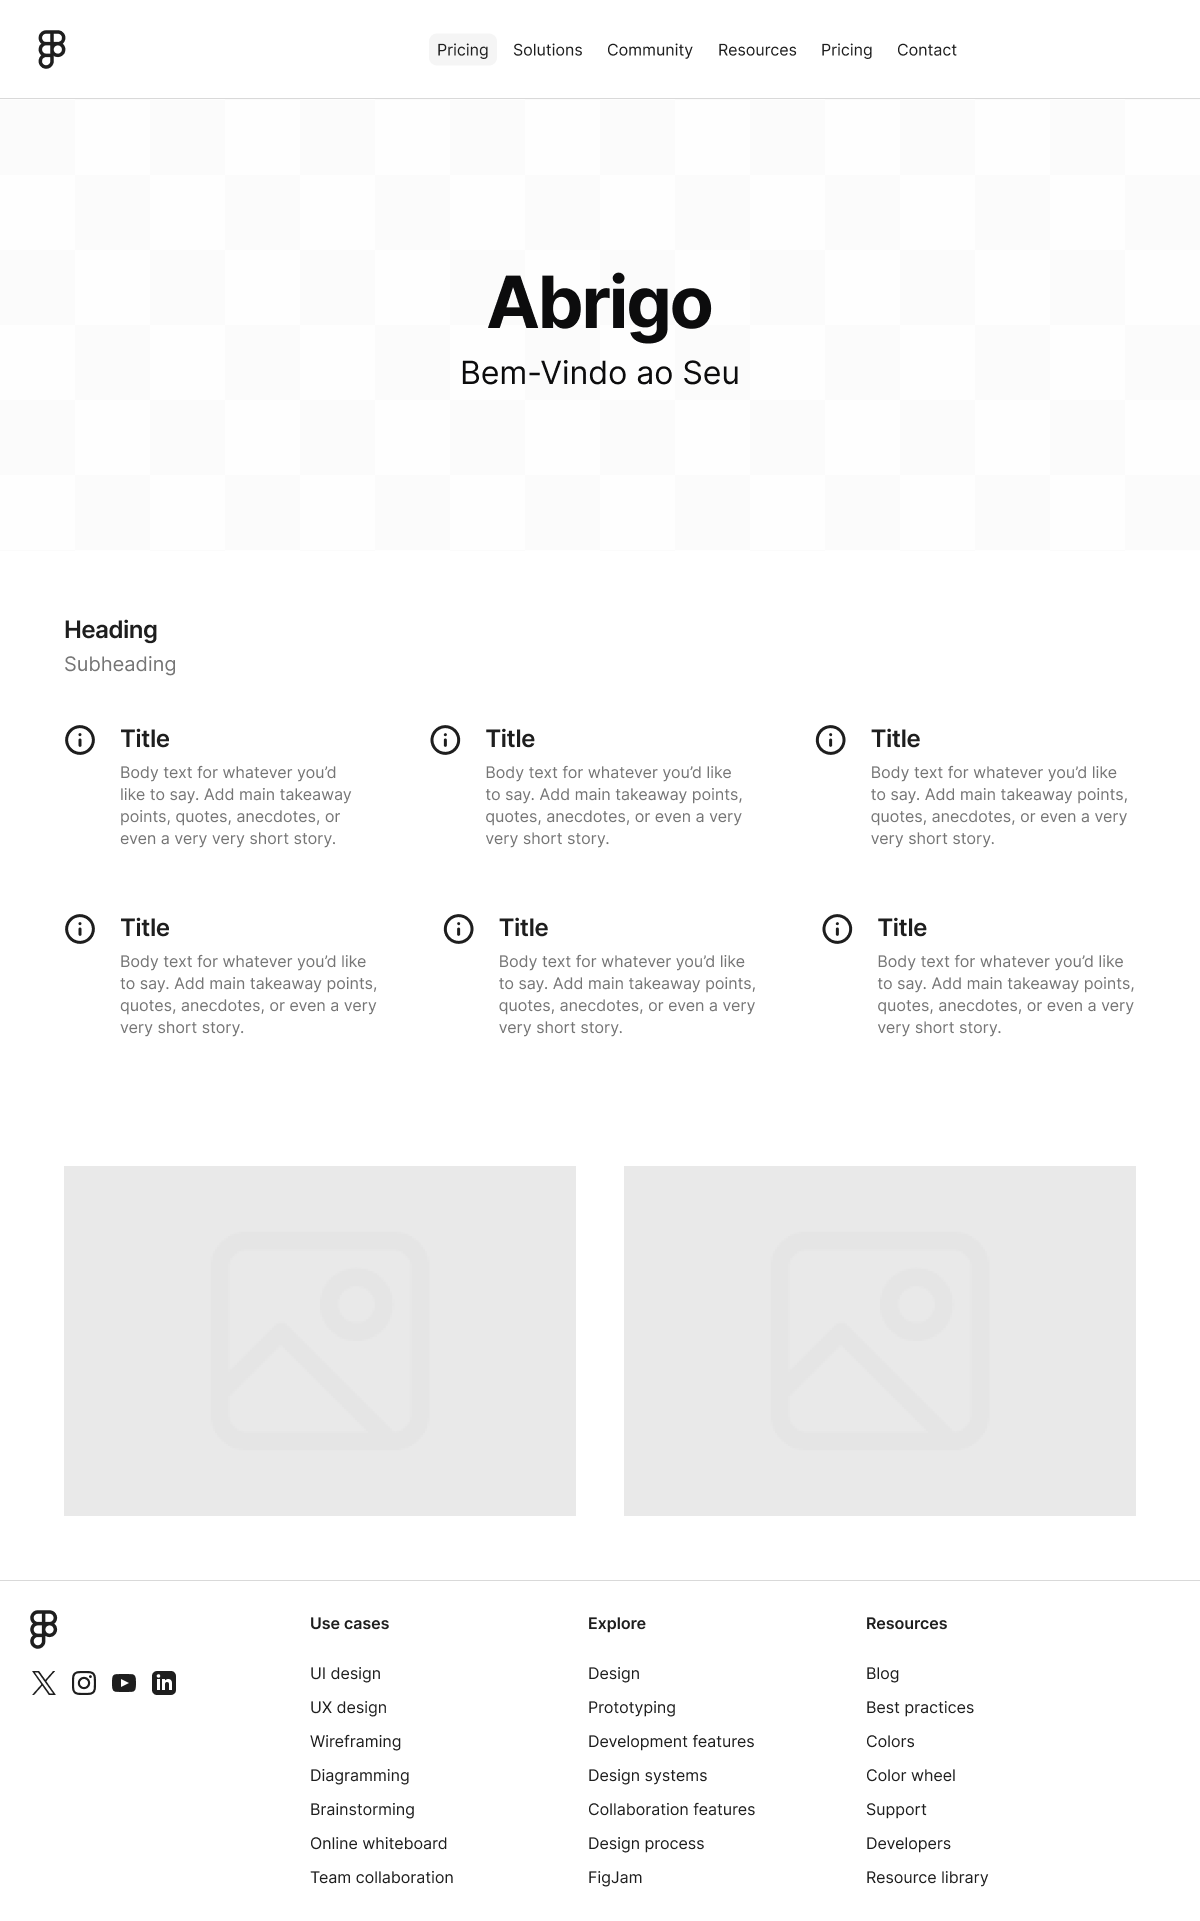 Pricing Solutions Community Resources Pricing Contact
Abrigo
Bem-Vindo ao Seu
Heading
Subheading
Title
Body text for whatever you’d
like to say. Add main takeaway
points, quotes, anecdotes, or
even a very very short story.
Title
Body text for whatever you’d like
to say. Add main takeaway points,
quotes, anecdotes, or even a very
very short story.
Title
Body text for whatever you’d like
to say. Add main takeaway points,
quotes, anecdotes, or even a very
very short story.
Title
Body text for whatever you’d like
to say. Add main takeaway points,
quotes, anecdotes, or even a very
very short story.
Title
Body text for whatever you’d like
to say. Add main takeaway points,
quotes, anecdotes, or even a very
very short story.
Title
Body text for whatever you’d like
to say. Add main takeaway points,
quotes, anecdotes, or even a very
very short story.
Use cases
UI design
UX design
Wireframing
Diagramming
Brainstorming
Online whiteboard
Team collaboration
Explore
Design
Prototyping
Development features
Design systems
Collaboration features
Design process
FigJam
Resources
Blog
Best practices
Colors
Color wheel
Support
Developers
Resource library